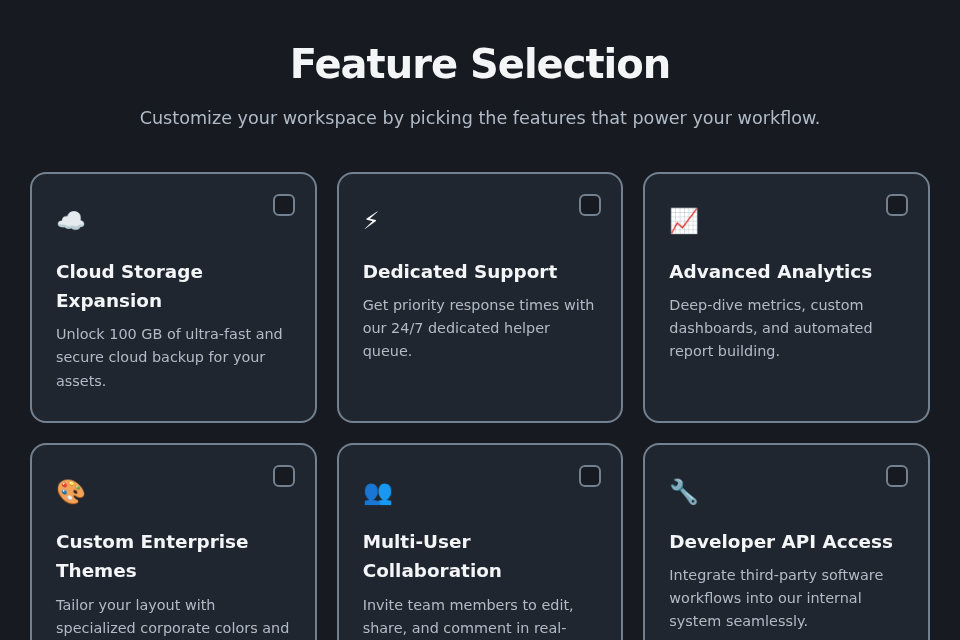 Feature Selection
Customize your workspace by picking the features that power your workflow.
Cloud Storage
Expansion
Unlock 100 GB of ultra-fast and
secure cloud backup for your
assets.
Dedicated Support
Get priority response times with
our 24/7 dedicated helper
queue.
Advanced Analytics
Deep-dive metrics, custom
dashboards, and automated
report building.
Custom Enterprise
Themes
Tailor your layout with
specialized corporate colors and
Multi-User
Collaboration
Invite team members to edit,
share, and comment in real-
Developer API Access
Integrate third-party software
workflows into our internal
system seamlessly.